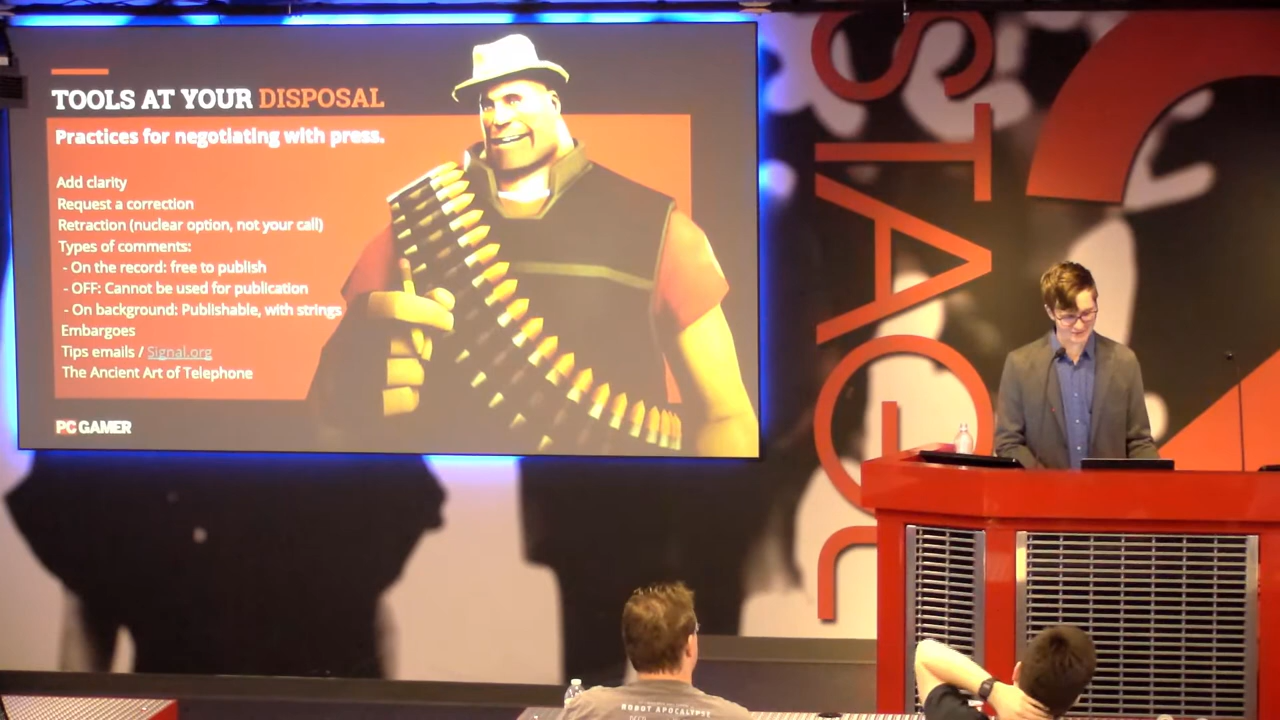 TOOLS AT YOUR DISPOSAL
Practices for negotiating with press.
Add clarity
Request a correction
Retraction (nuclear option, not your call)
Types of comments:
- On the record: free to publish
- OFF: Cannot be used for publication
- On background: Publishable, with strings
Embargoes
Tips emails / Signal.org
The Ancient Art of Telephone
PC GAMER
ROBOT APOCALYPSE